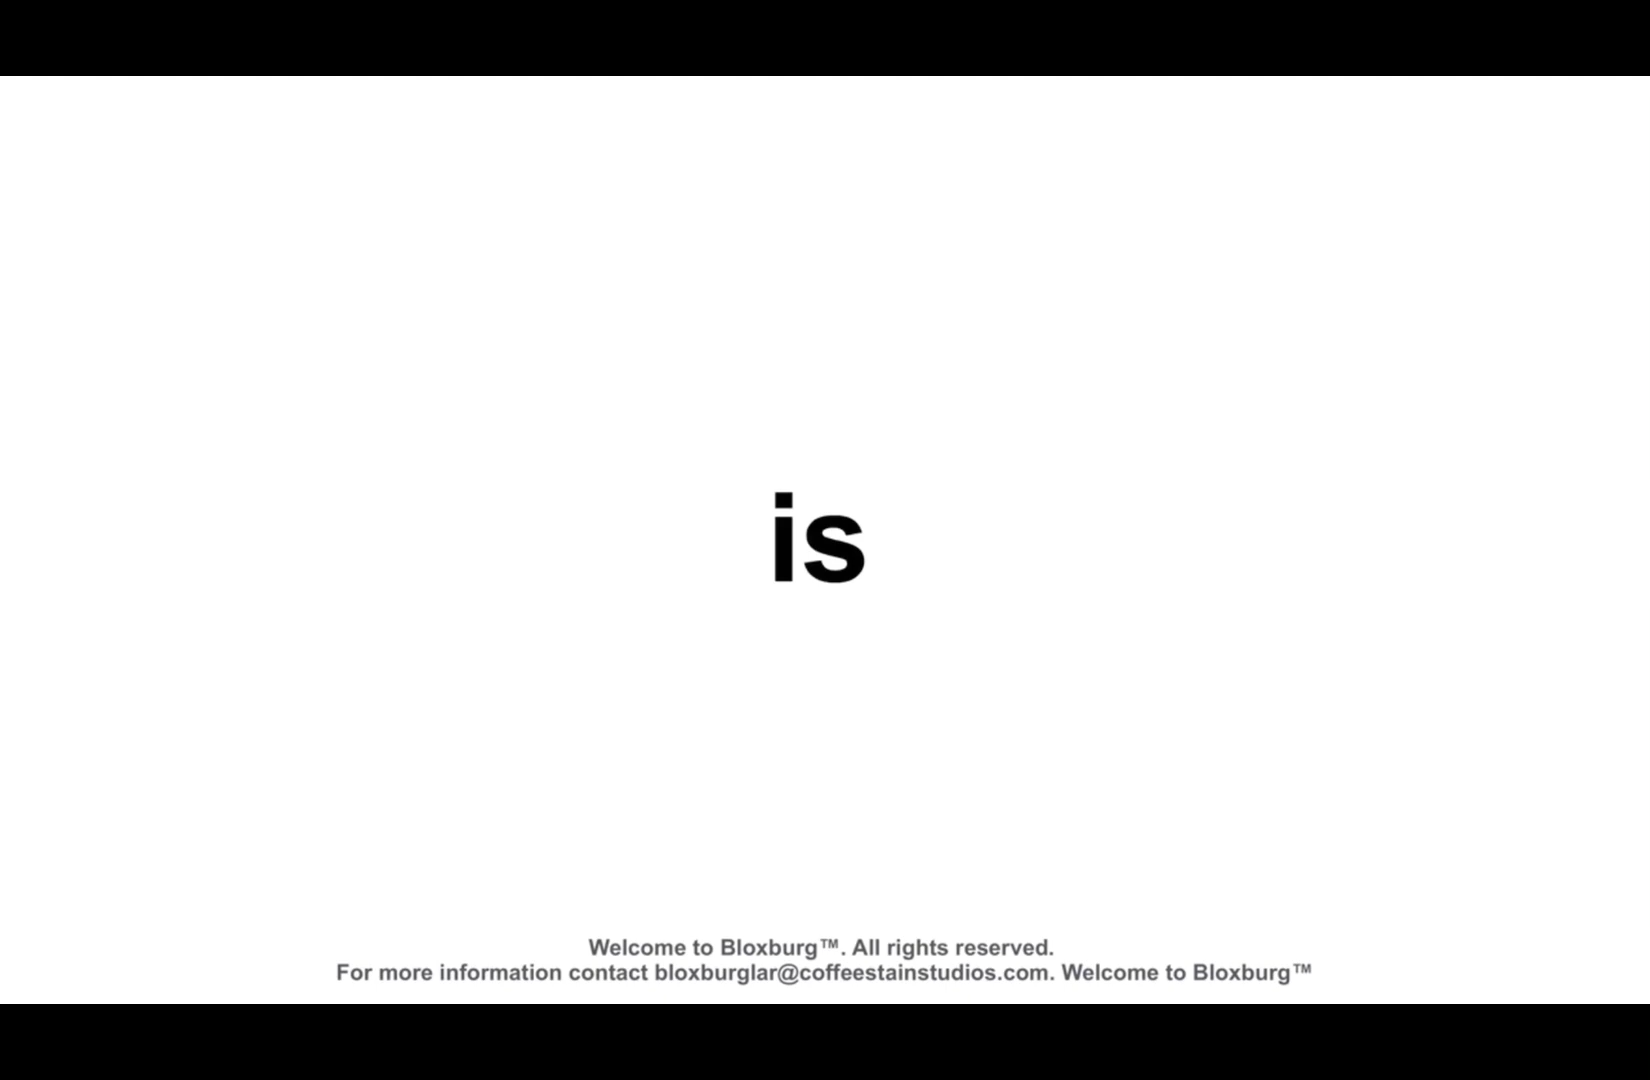 is
Welcome to Bloxburg™. All rights reserved.
For more information contact bloxburglar@coffeestainstudios.com. Welcome to Bloxburg™